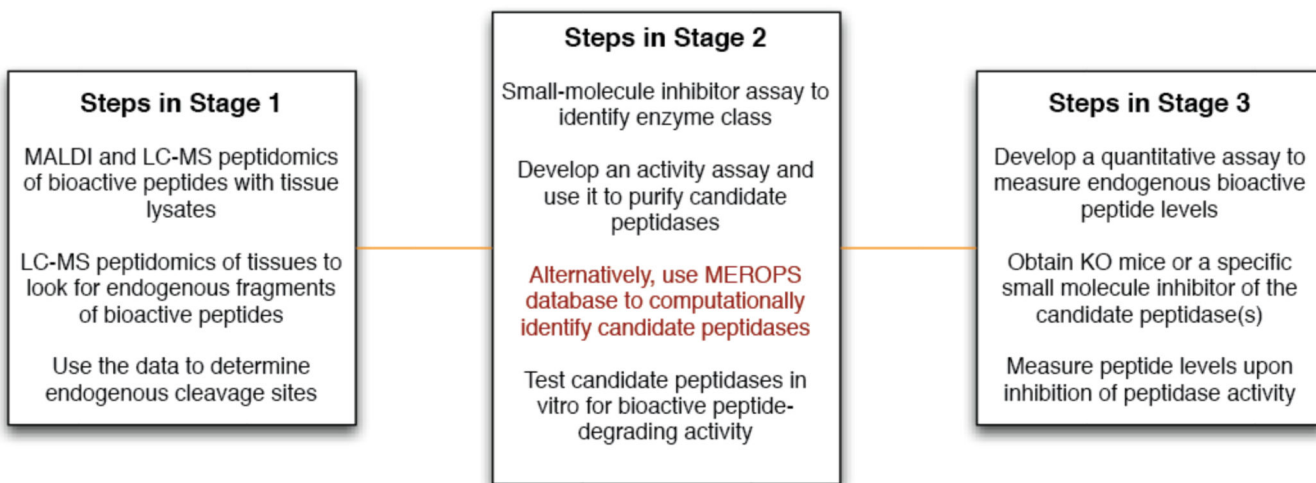 Steps in Stage 1
MALDI and LC-MS peptidomics
of bioactive peptides with tissue
lysates
LC-MS peptidomics of tissues to
look for endogenous fragments
of bioactive peptides
Use the data to determine
endogenous cleavage sites
Steps in Stage 2
Small-molecule inhibitor assay to
identify enzyme class
Develop an activity assay and
use it to purify candidate
peptidases
Alternatively, use MEROPS
database to computationally
identify candidate peptidases
Test candidate peptidases in
vitro for bioactive peptide-
degrading activity
Steps in Stage 3
Develop a quantitative assay to
measure endogenous bioactive
peptide levels
Obtain KO mice or a specific
small molecule inhibitor of the
candidate peptidase(s)
Measure peptide levels upon
inhibition of peptidase activity